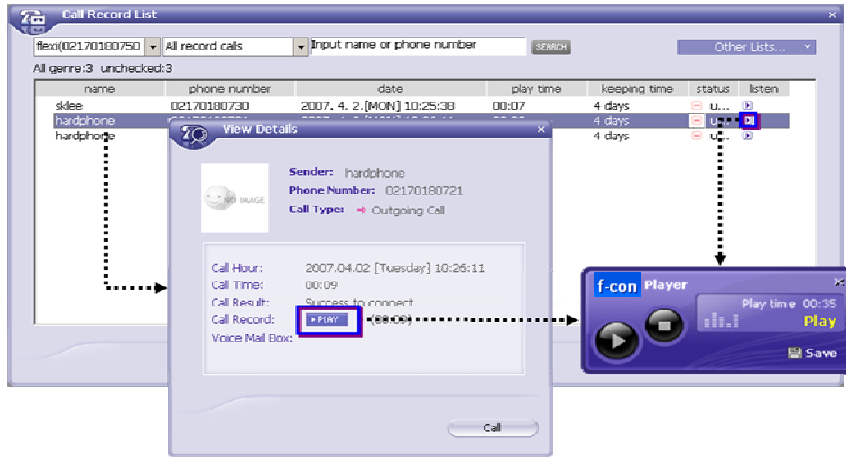 Call Record List
flexi(02170180750 All record calls Input name or phone number SEARCH Other Lists...
All genre:3 unchecked:3
name phone number date play time keeping time status listen
sklee 02170180730 2007. 4. 2.[MON] 10:25:38 00:07 4 days u...
hardphone 4 days u...
hardphone 4 days u...
View Details
NO IMAGE
Sender: hardphone
Phone Number: 02170180721
Call Type: Outgoing Call
Call Hour: 2007.04.02 [Tuesday] 10:26:11
Call Time: 00:09
Call Result: Success to connect
Call Record: PLAY (00:09)
Voice Mail Box:
Call
f-con Player
Play time 00:35
Play
Save